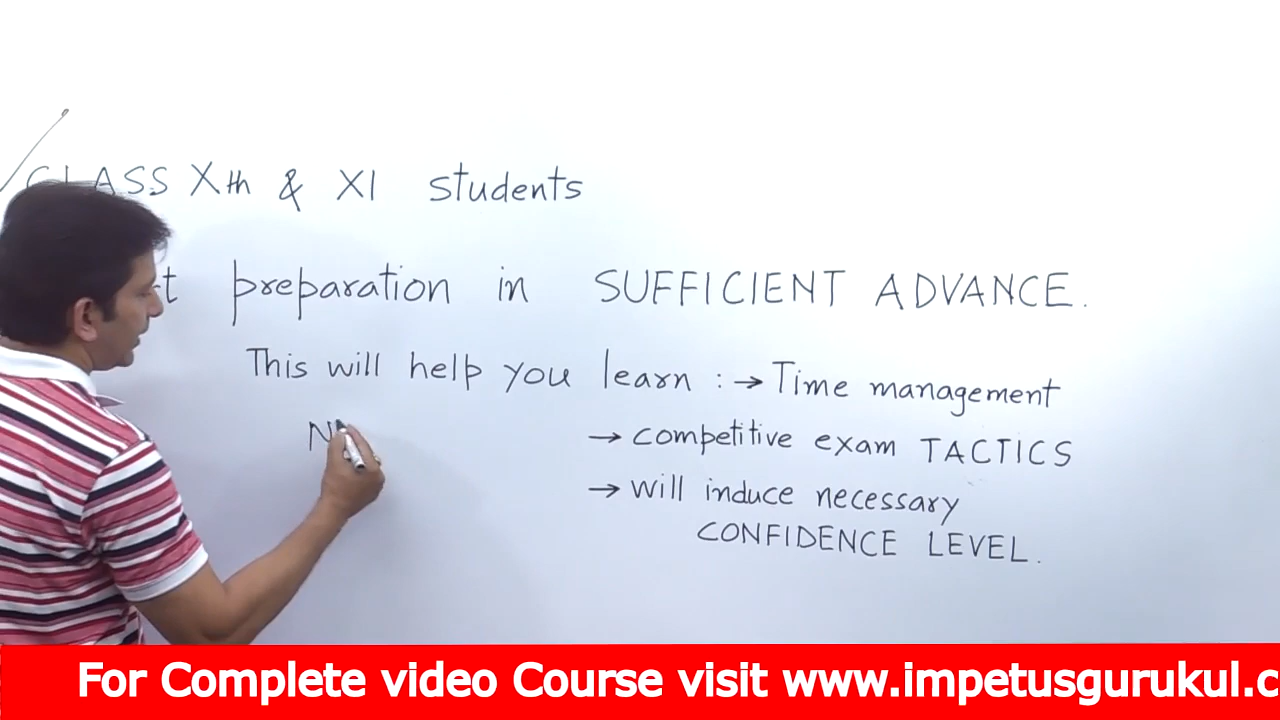 CLASS Xth & XI students
preparation in SUFFICIENT ADVANCE.
This will help you learn : → Time management
→ competitive exam TACTICS
→ will induce necessary
CONFIDENCE LEVEL.
For Complete video Course visit www.impetusgurukul.c